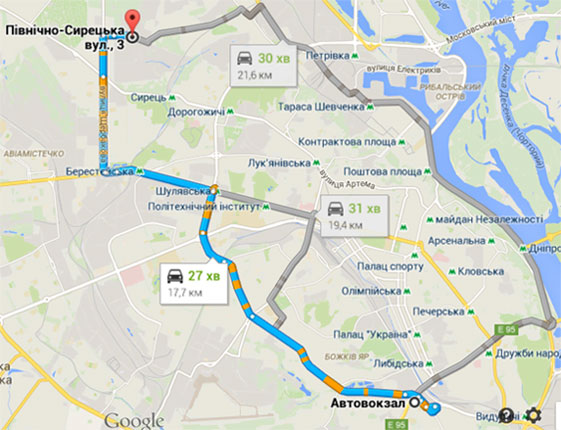 Північно-Сирецька
вул., 3
30 хв
21,6 км
Петрівка
Московський міст
вулиця Електриків
РИБАЛЬСЬКИЙ
ОСТРІВ
Сирець
Тараса Шевченка
Дорогожичі
Контрактова площа
АВІАМІСТЕЧКО
Лук'янівська
Поштова площа
вулиця Артема
Шулявська
Політехнічний інститут
31 хв
19,4 км
майдан Незалежності
Арсенальна
Дніпро
Палац спорту
Кловська
27 хв
17,7 км
Олімпійська
Печерська
Палац "Україна"
E 95
БОЖКІВ ЯР
Дружби народ
Либідська
Автовокзал
E 95
Google